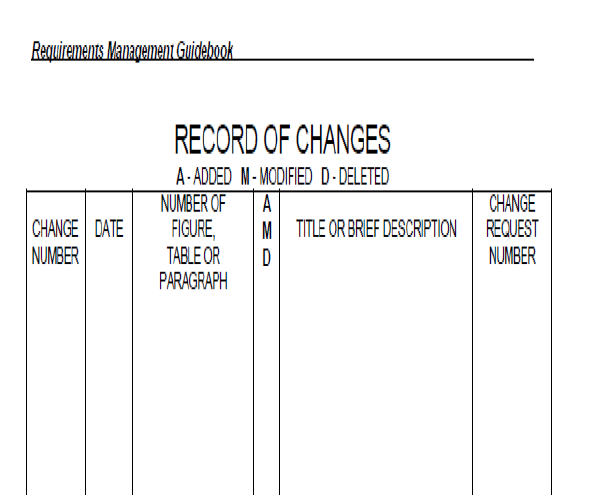 Requirements Management Guidebook
RECORD OF CHANGES
A - ADDED M - MODIFIED D - DELETED
CHANGE
NUMBER
DATE
NUMBER OF
FIGURE,
TABLE OR
PARAGRAPH
A
M
D
TITLE OR BRIEF DESCRIPTION
CHANGE
REQUEST
NUMBER